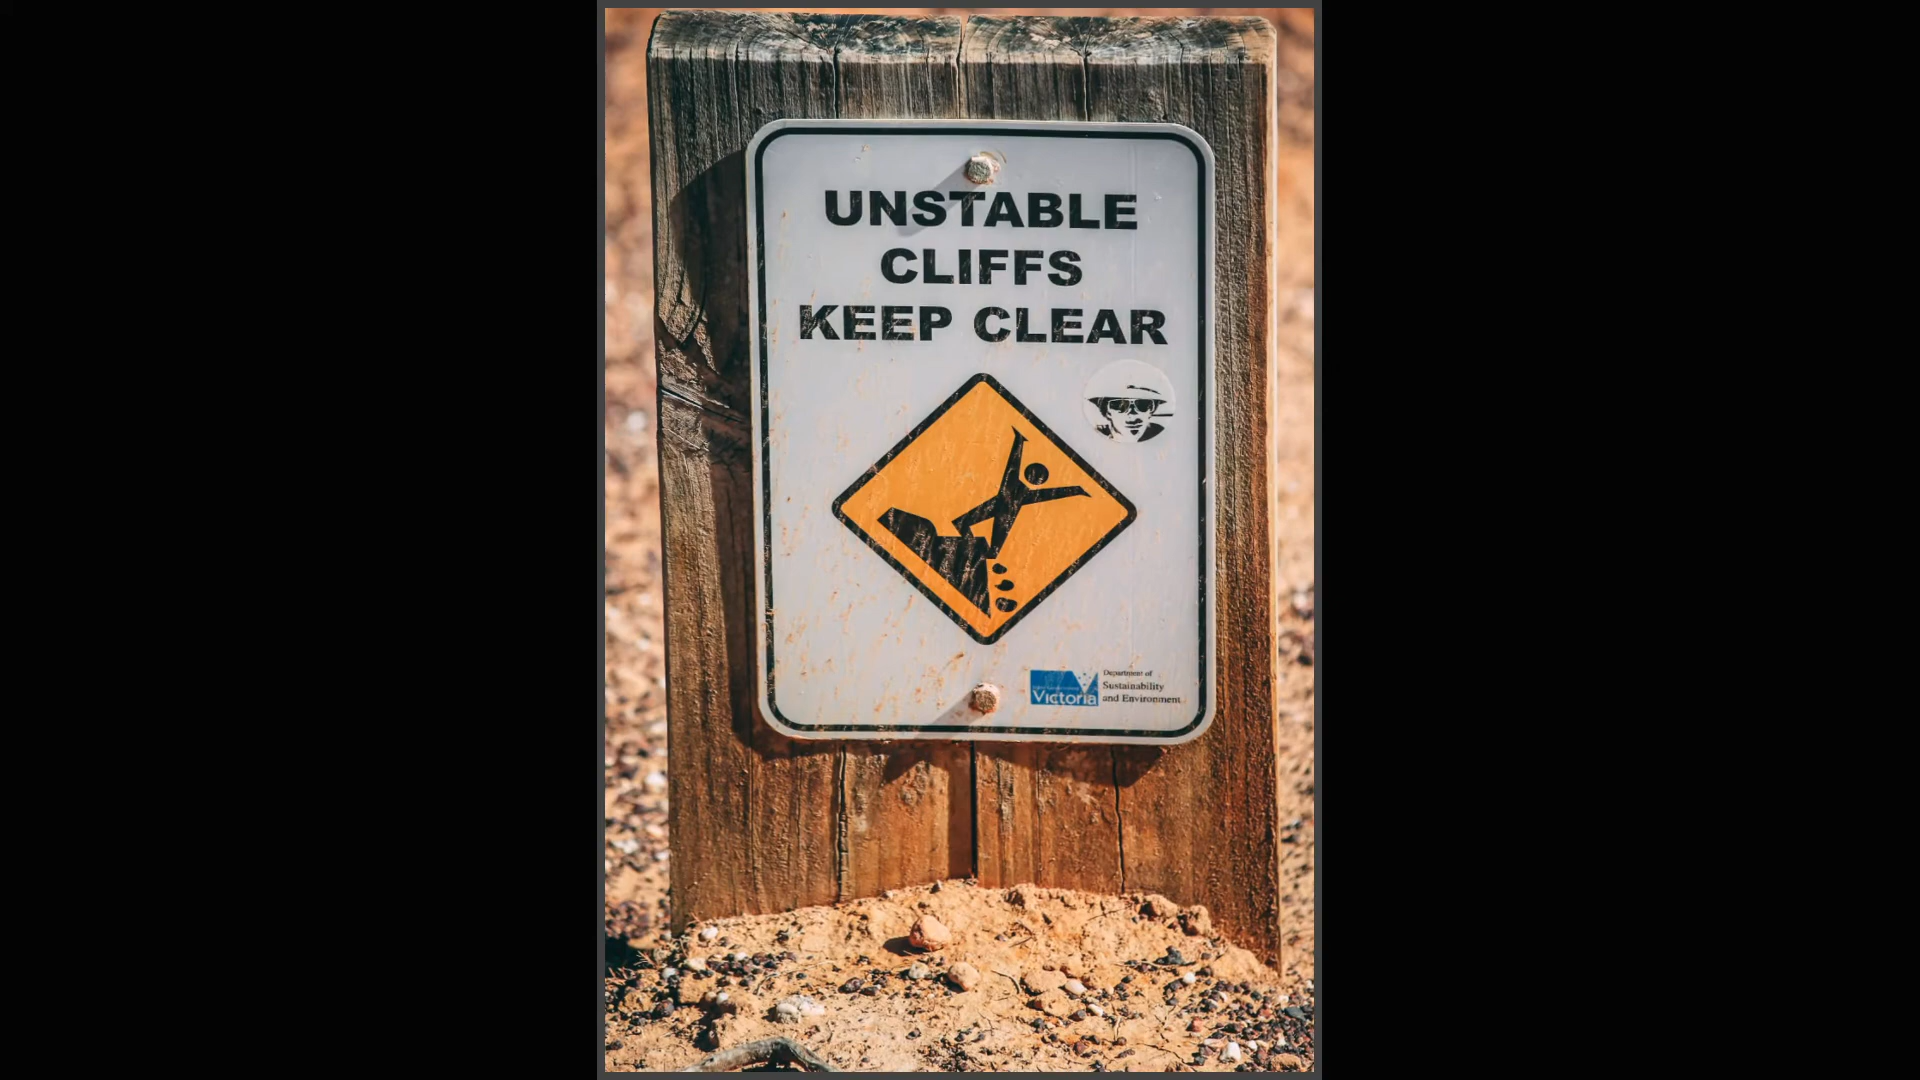 UNSTABLE
CLIFFS
KEEP CLEAR
Department of
Sustainability
and Environment
Victoria